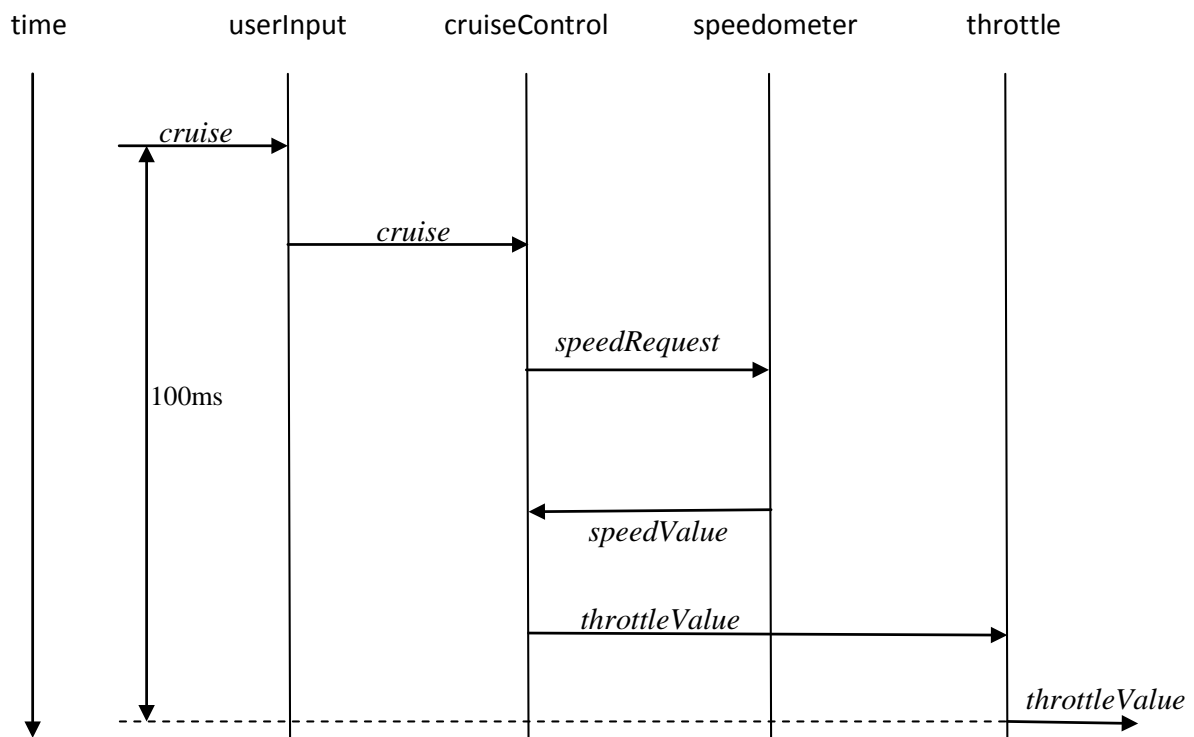 time userInput cruiseControl speedometer throttle
cruise
cruise
speedRequest
100ms
speedValue
throttleValue
throttleValue